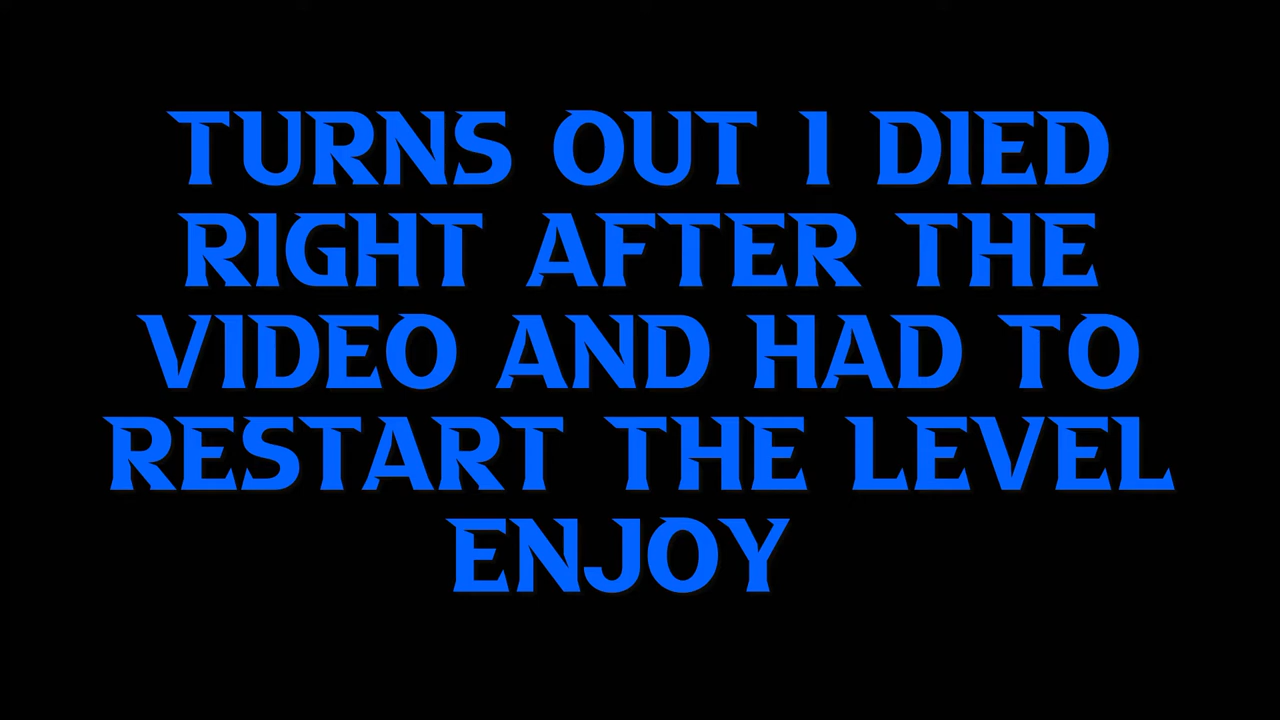 TURNS OUT I DIED
RIGHT AFTER THE
VIDEO AND HAD TO
RESTART THE LEVEL
ENJOY